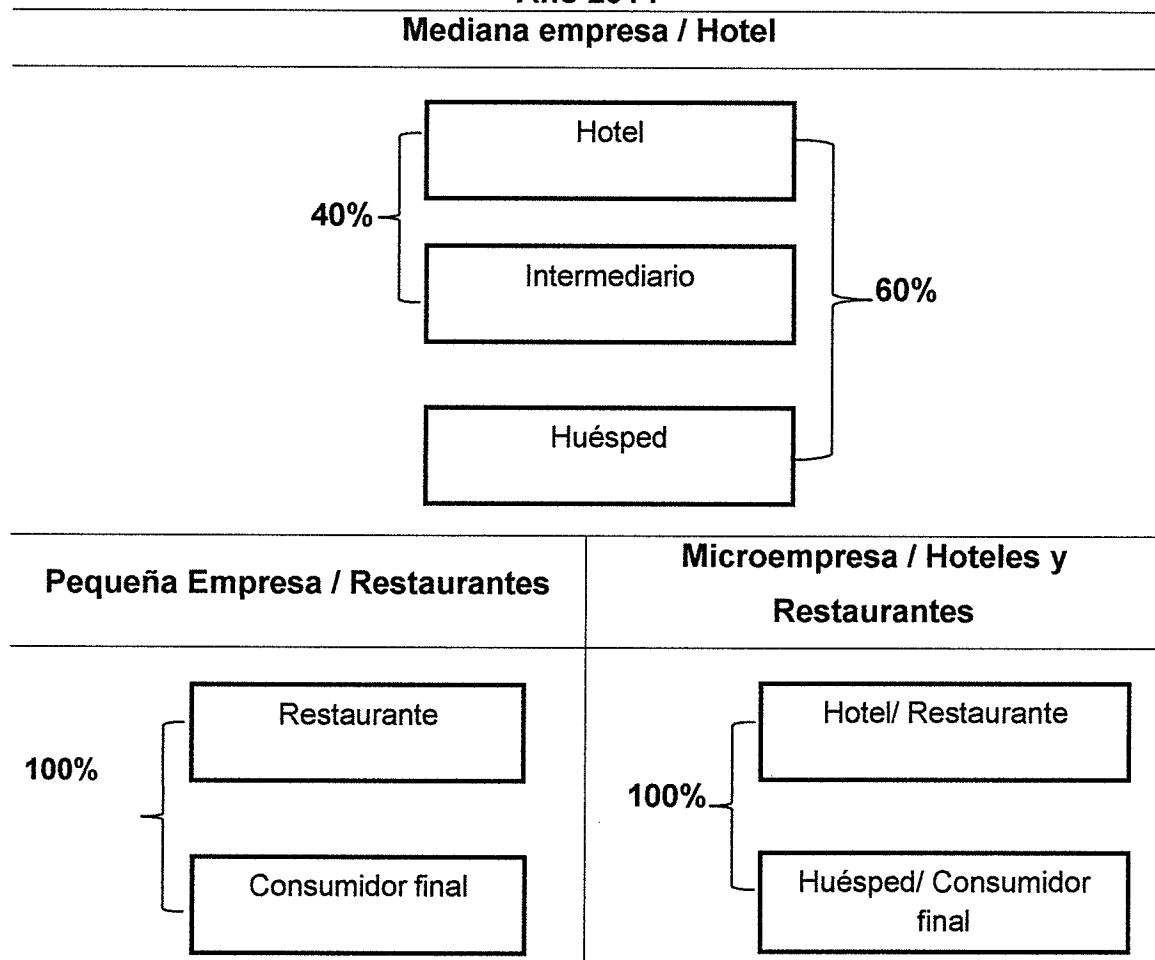 Mediana empresa / Hotel
Hotel
40%
Intermediario
60%
Huésped
Pequeña Empresa / Restaurantes
Microempresa / Hoteles y
Restaurantes
Restaurante
100%
Consumidor final
Hotel/ Restaurante
100%
Huésped/ Consumidor
final